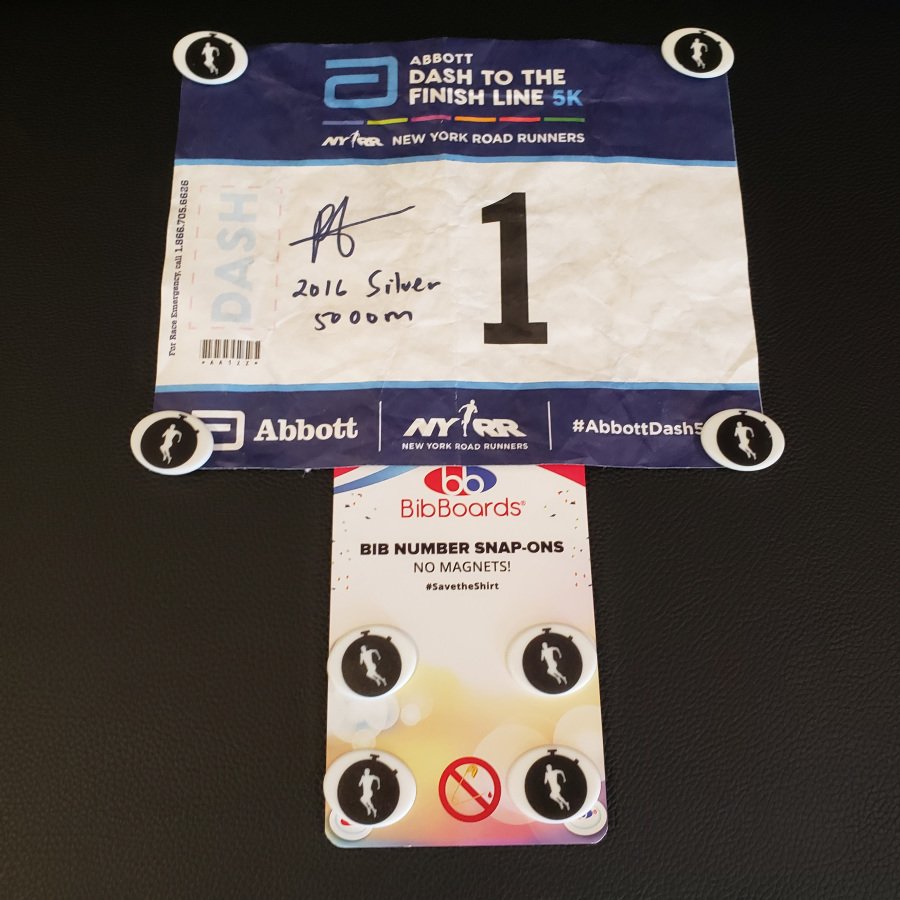 ABBOTT
DASH TO THE
FINISH LINE 5K
NYRR NEW YORK ROAD RUNNERS
For Race Emergency, call 1.866.705.6626
DASH
1
2016 Silver
5000m
Abbott
NYRR
NEW YORK ROAD RUNNERS
#AbbottDash5
bb
BibBoards®
BIB NUMBER SNAP-ONS
NO MAGNETS!
#SavetheShirt